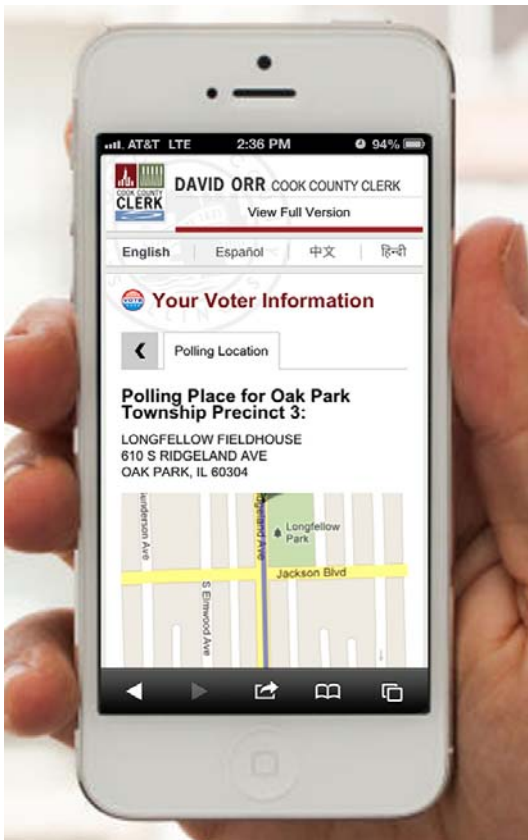 AT&T LTE 2:36 PM 94%
COOK COUNTY
CLERK
DAVID ORR COOK COUNTY CLERK
View Full Version
English Español 中文 हिन्दी
VOTE Your Voter Information
Polling Location
Polling Place for Oak Park
Township Precinct 3:
LONGFELLOW FIELDHOUSE
610 S RIDGELAND AVE
OAK PARK, IL 60304
Longfellow
Park
Jackson Blvd
S Elmwood Ave